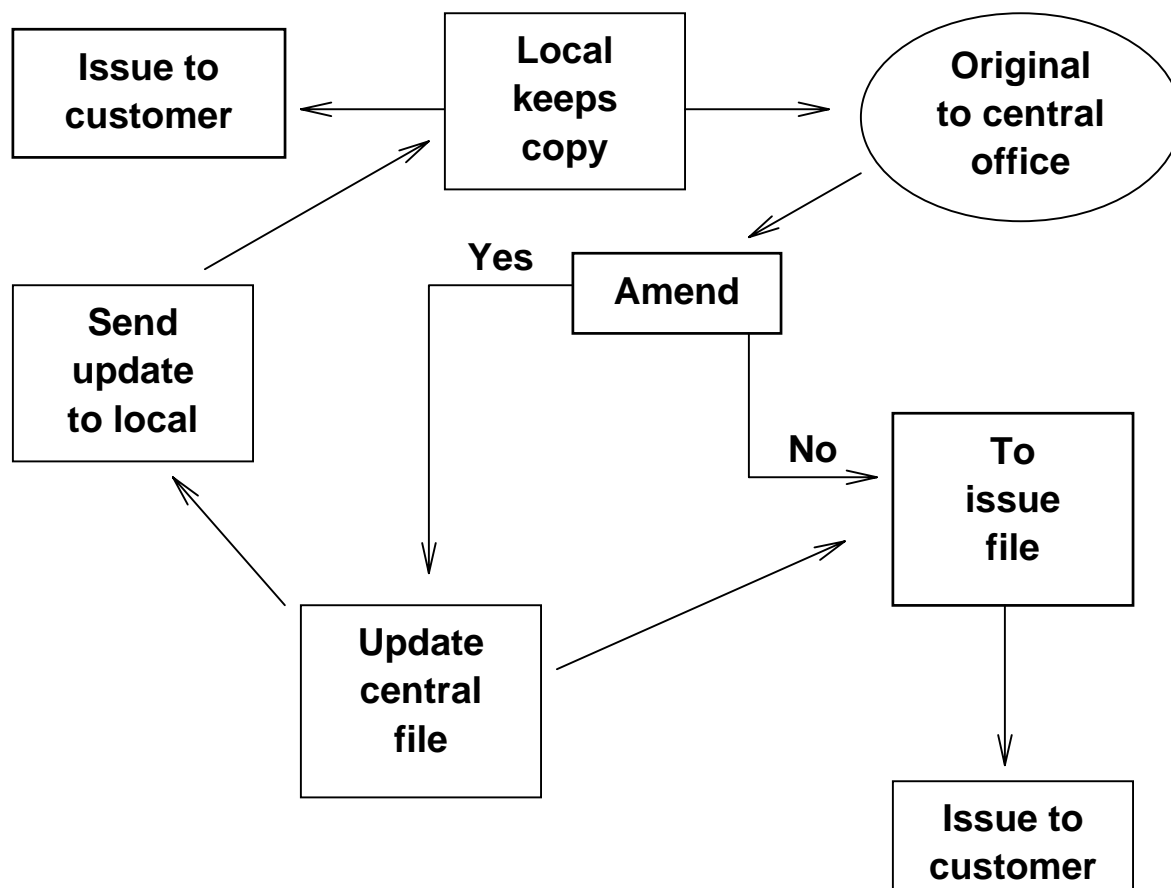 Issue to
customer
Local
keeps
copy
Original
to central
office
Yes
Amend
Send
update
to local
No
To
issue
file
Update
central
file
Issue to
customer